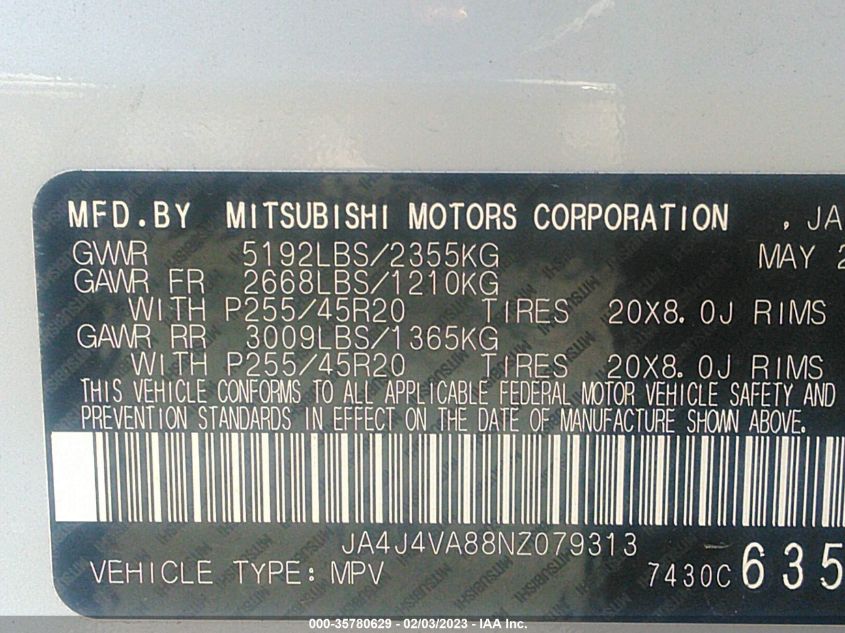 MFD.BY MITSUBISHI MOTORS CORPORATION , JA
GVWR 5192LBS/2355KG MAY 2
GAWR FR 2668LBS/1210KG
WITH P255/45R20 TIRES 20X8.0J RIMS
GAWR RR 3009LBS/1365KG
WITH P255/45R20 TIRES 20X8.0J RIMS
THIS VEHICLE CONFORMS TO ALL APPLICABLE FEDERAL MOTOR VEHICLE SAFETY AND
PREVENTION STANDARDS IN EFFECT ON THE DATE OF MANUFACTURE SHOWN ABOVE.
JA4J4VA88NZ079313
VEHICLE TYPE: MPV 7430C 635
000-35780629 - 02/03/2023 - IAA Inc.